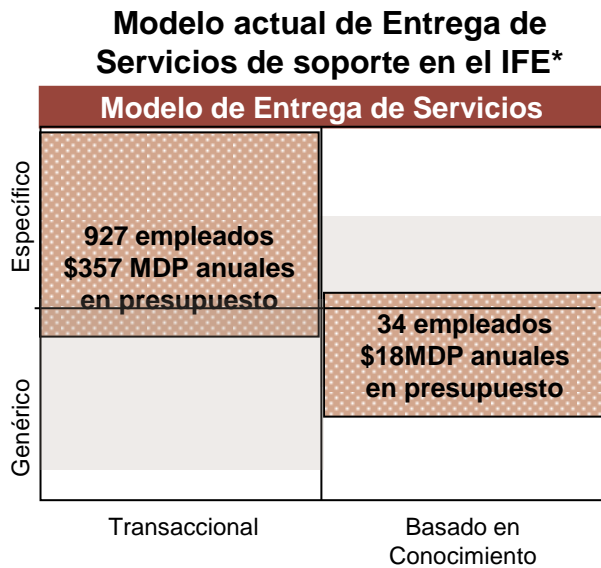 Modelo actual de Entrega de
Servicios de soporte en el IFE*
Modelo de Entrega de Servicios
Específico
927 empleados
$357 MDP anuales
en presupuesto
34 empleados
$18MDP anuales
en presupuesto
Genérico
Transaccional
Basado en
Conocimiento